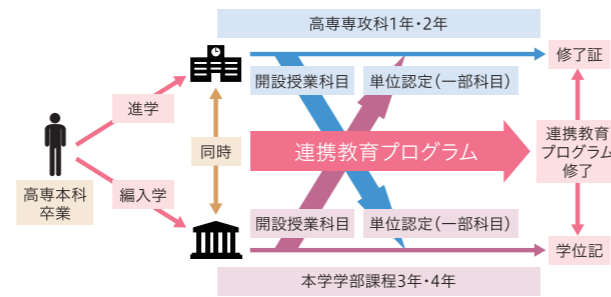 高専専攻科1年・2年
修了証
開設授業科目
単位認定(一部科目)
進学
同時
連携教育プログラム
連携教育
プログラム
修了
高専本科
卒業
編入学
開設授業科目
単位認定(一部科目)
学位記
本学学部課程3年・4年